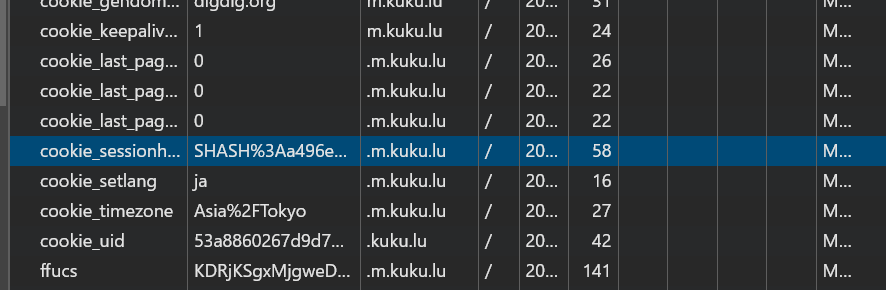 cookie_gendom... digdig.org m.kuku.lu / 20... 31 M...
cookie_keepaliv... 1 m.kuku.lu / 20... 24 M...
cookie_last_pag... 0 .m.kuku.lu / 20... 26 M...
cookie_last_pag... 0 .m.kuku.lu / 20... 22 M...
cookie_last_pag... 0 .m.kuku.lu / 20... 22 M...
cookie_sessionh... SHASH%3Aa496e... .m.kuku.lu / 20... 58 M...
cookie_setlang ja .m.kuku.lu / 20... 16 M...
cookie_timezone Asia%2FTokyo .m.kuku.lu / 20... 27 M...
cookie_uid 53a8860267d9d7... .kuku.lu / 20... 42 M...
ffucs KDRjKSgxMjgweD... .m.kuku.lu / 20... 141 M...